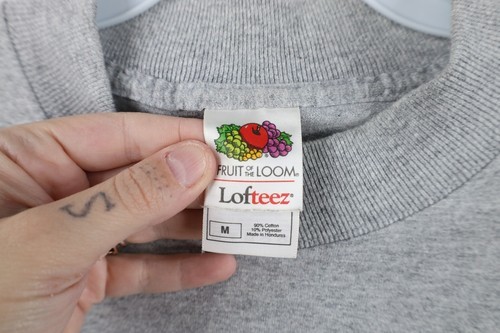 FRUIT OF THE LOOM®
Lofteez®
M
90% Cotton
10% Polyester
Made in Honduras